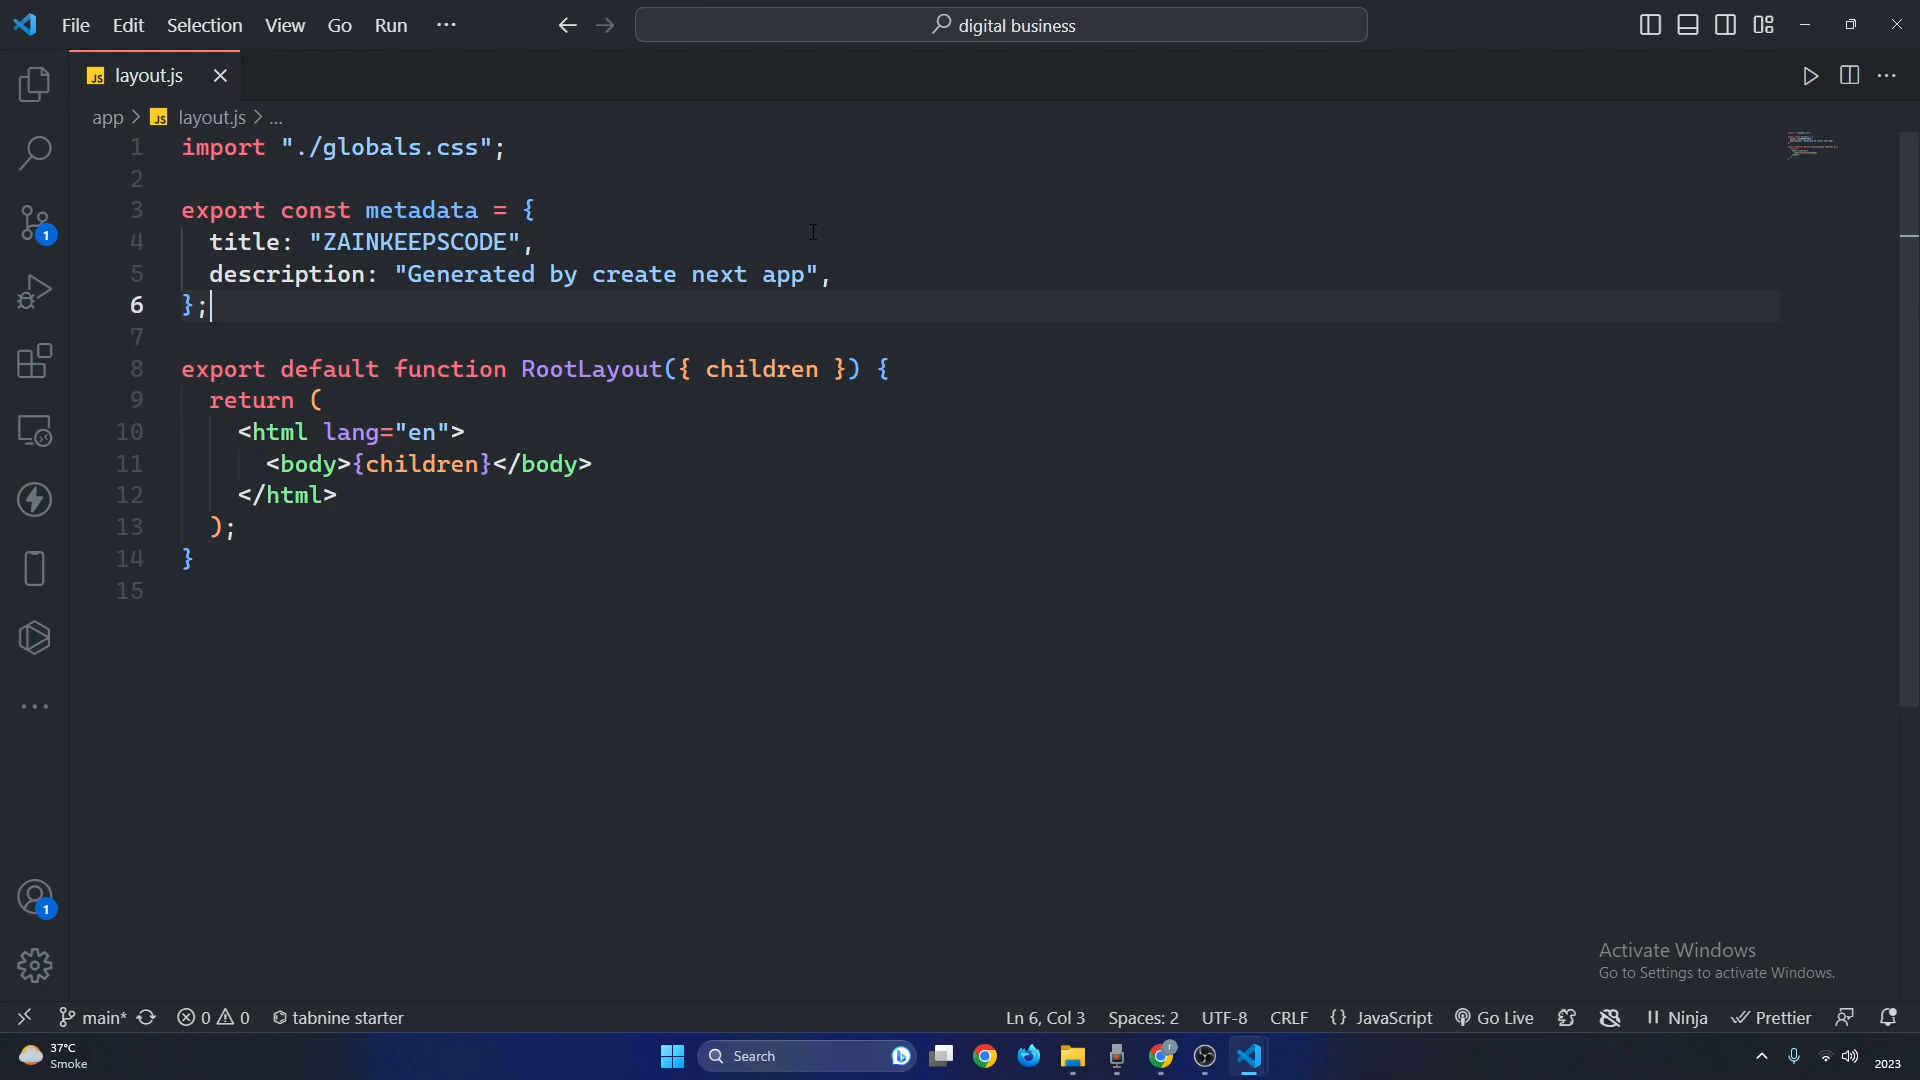 File Edit Selection View Go Run ···
digital business
layout.js
app > layout.js > ...
1 import "./globals.css";
2
3 export const metadata = {
4 title: "ZAINKEEPSCODE",
5 description: "Generated by create next app",
6 };
7
8 export default function RootLayout({ children }) {
9 return (
10 <html lang="en">
11 <body>{children}</body>
12 </html>
13 );
14 }
15
1
1
Activate Windows
Go to Settings to activate Windows.
main* 0 0 tabnine starter Ln 6, Col 3 Spaces: 2 UTF-8 CRLF {} JavaScript Go Live Ninja Prettier
37°C
Smoke
Search
2023